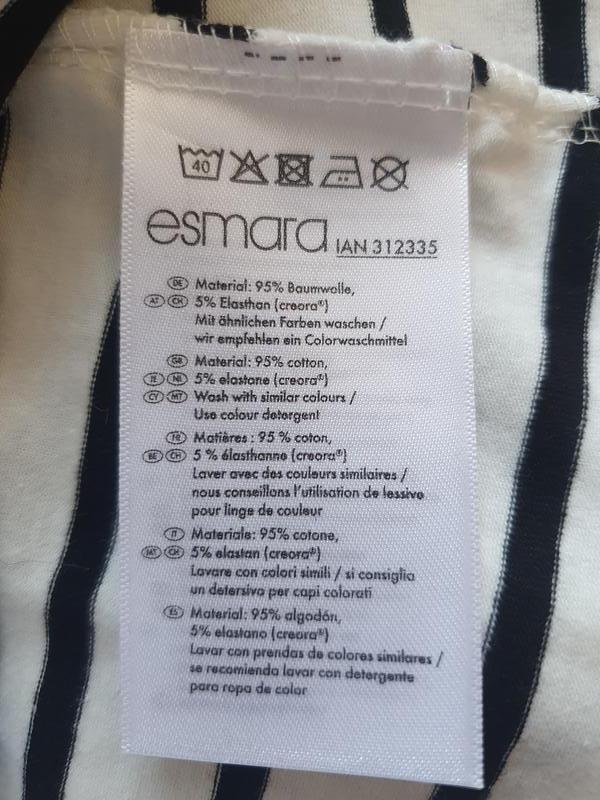 40
esmara IAN 312335
DE Material: 95% Baumwolle,
AT CH 5% Elasthan (creora®)
Mit ähnlichen Farben waschen /
wir empfehlen ein Colorwaschmittel
GB Material: 95% cotton,
IE NI 5% elastane (creora®)
CY MT Wash with similar colours /
Use colour detergent
FR Matières : 95 % coton,
BE CH 5 % élasthanne (creora®)
Laver avec des couleurs similaires /
nous conseillons l'utilisation de lessive
pour linge de couleur
IT Materiale: 95% cotone,
MT CH 5% elastan (creora®)
Lavare con colori simili / si consiglia
un detersivo per capi colorati
ES Material: 95% algodón,
5% elastano (creora®)
Lavar con prendas de colores similares /
se recomienda lavar con detergente
para ropa de color